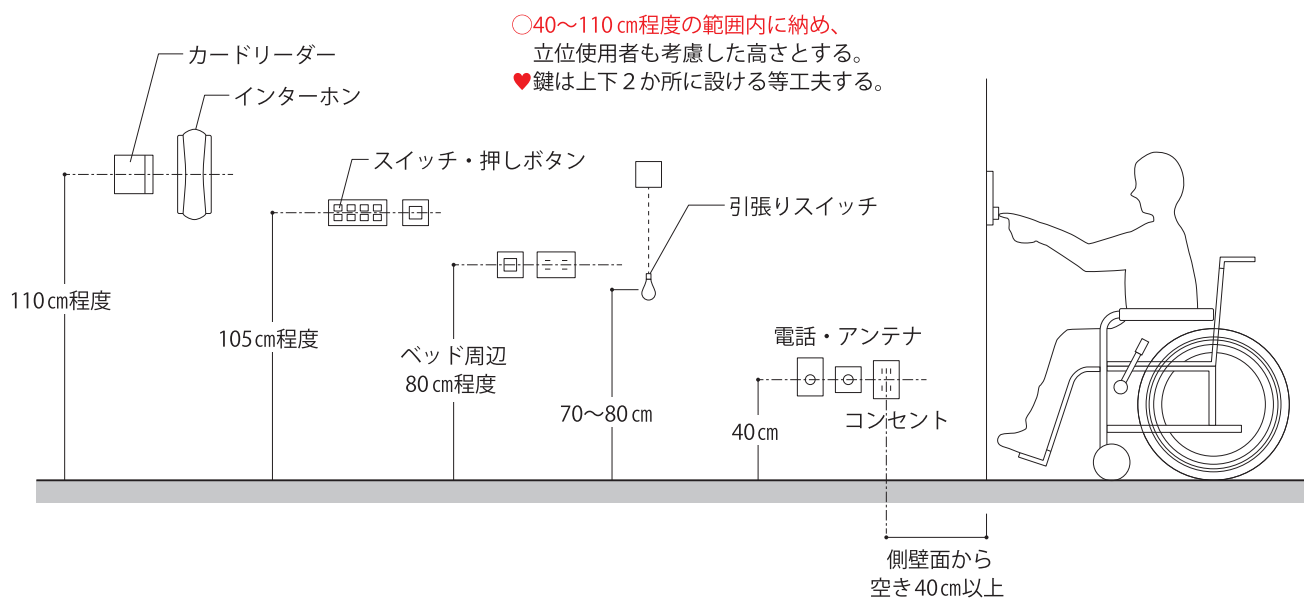 ○40〜110㎝程度の範囲内に納め、
立位使用者も考慮した高さとする。
♥鍵は上下２か所に設ける等工夫する。
カードリーダー
インターホン
スイッチ・押しボタン
引張りスイッチ
110㎝程度
105㎝程度
ベッド周辺
80㎝程度
70〜80㎝
電話・アンテナ
コンセント
40㎝
側壁面から
空き40㎝以上